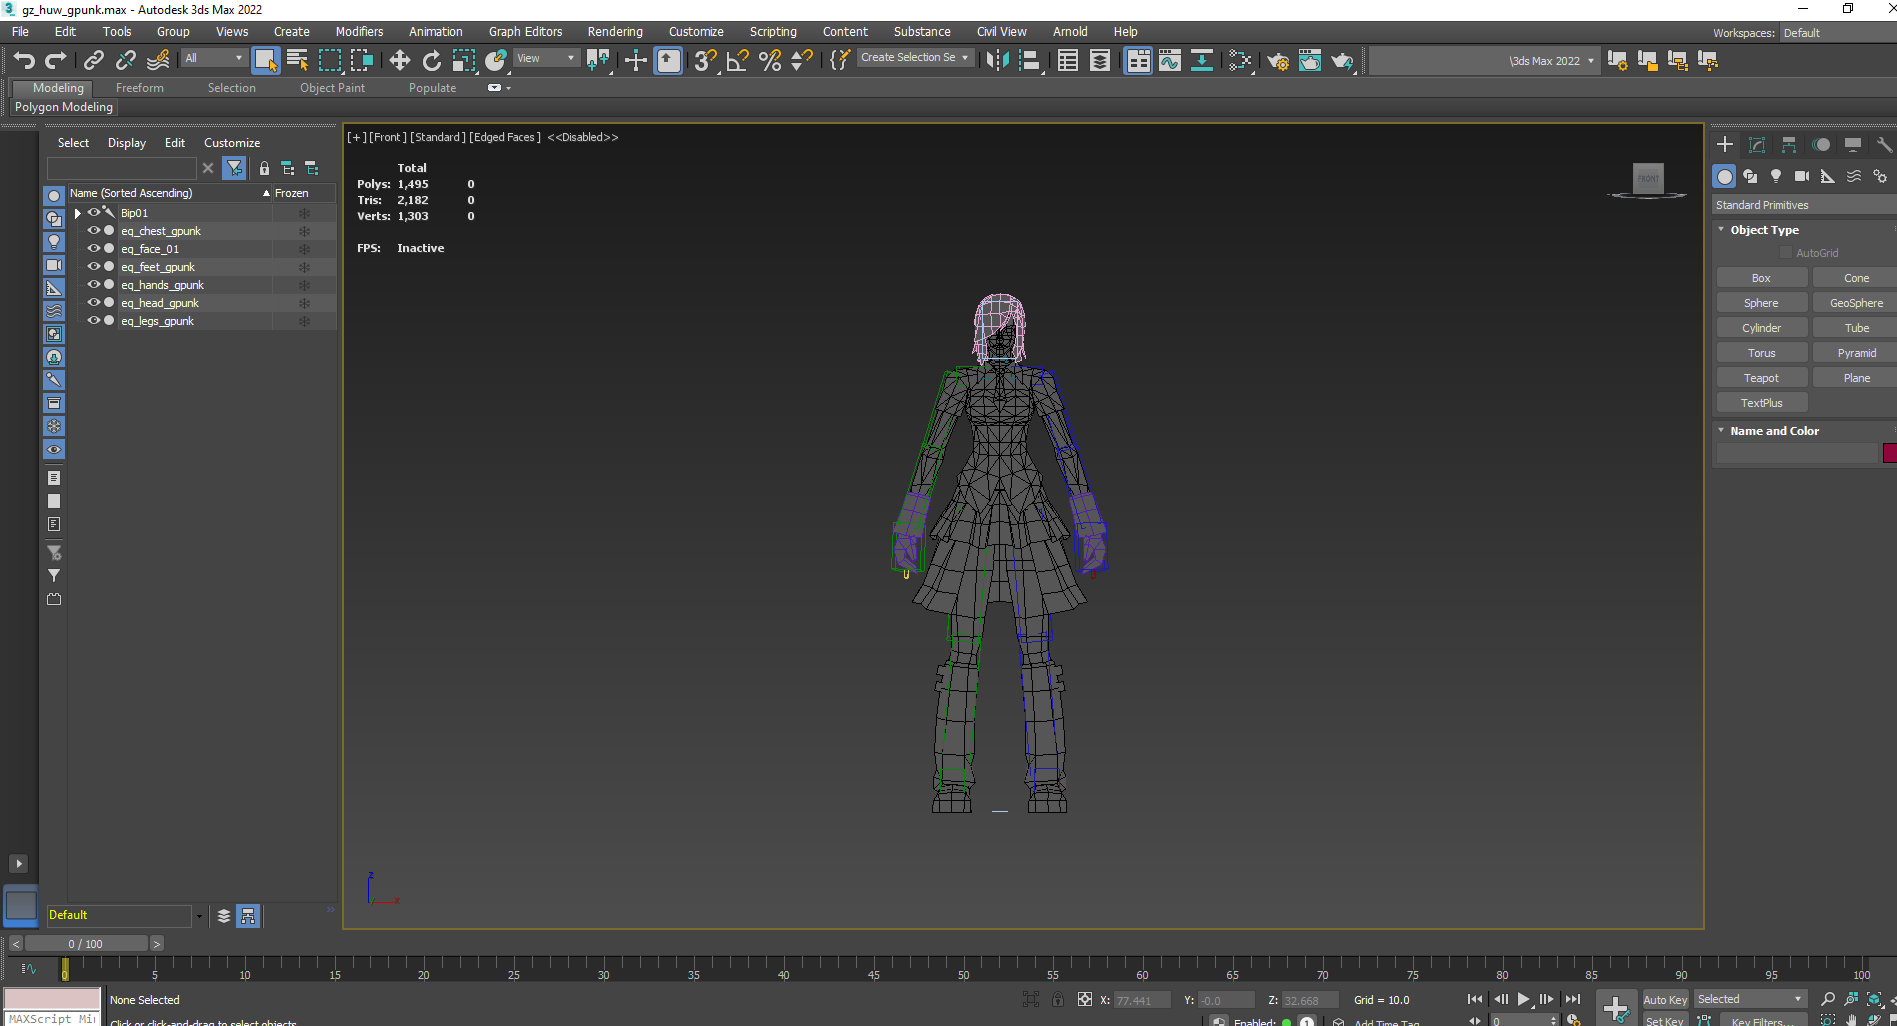 gz_huw_gpunk.max - Autodesk 3ds Max 2022
File Edit Tools Group Views Create Modifiers Animation Graph Editors Rendering Customize Scripting Content Substance Civil View Arnold Help
Workspaces: Default
All View Create Selection Se \3ds Max 2022
Modeling Freeform Selection Object Paint Populate
Polygon Modeling
Select Display Edit Customize
Name (Sorted Ascending) Frozen
Bip01
eq_chest_gpunk
eq_face_01
eq_feet_gpunk
eq_hands_gpunk
eq_head_gpunk
eq_legs_gpunk
Default
[+] [Front] [Standard] [Edged Faces] <<Disabled>>
Total
Polys: 1,495 0
Tris: 2,182 0
Verts: 1,303 0
FPS: Inactive
FRONT
z
x
Standard Primitives
Object Type
AutoGrid
Box Cone
Sphere GeoSphere
Cylinder Tube
Torus Pyramid
Teapot Plane
TextPlus
Name and Color
< 0 / 100 >
0 5 10 15 20 25 30 35 40 45 50 55 60 65 70 75 80 85 90 95 100
None Selected
X: 77.441 Y: -0.0 Z: 32.668 Grid = 10.0
Auto Key Selected
MAXScript Mi
Click or click-and-drag to select objects
Enabled: 1 Add Time Tag
0
Set Key Key Filters...